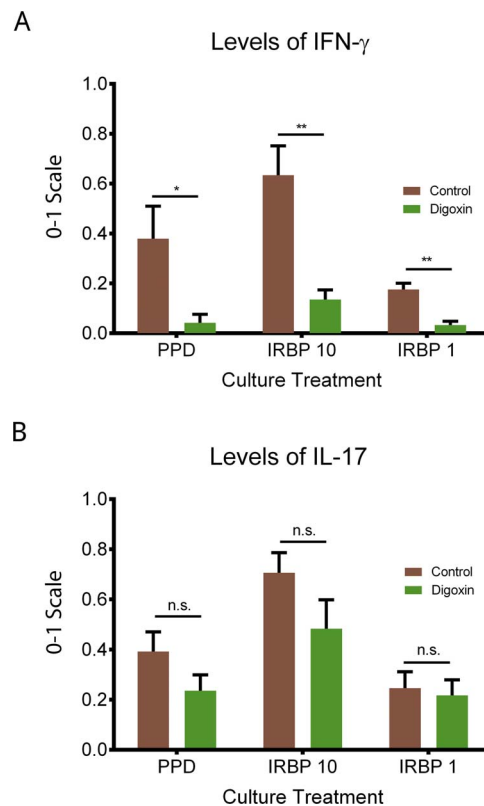 A
Levels of IFN-γ
0-1 Scale
1.0
0.8
0.6
0.4
0.2
0.0
*
**
**
Control
Digoxin
PPD
IRBP 10
IRBP 1
Culture Treatment
B
Levels of IL-17
0-1 Scale
1.0
0.8
0.6
0.4
0.2
0.0
n.s.
n.s.
n.s.
Control
Digoxin
PPD
IRBP 10
IRBP 1
Culture Treatment